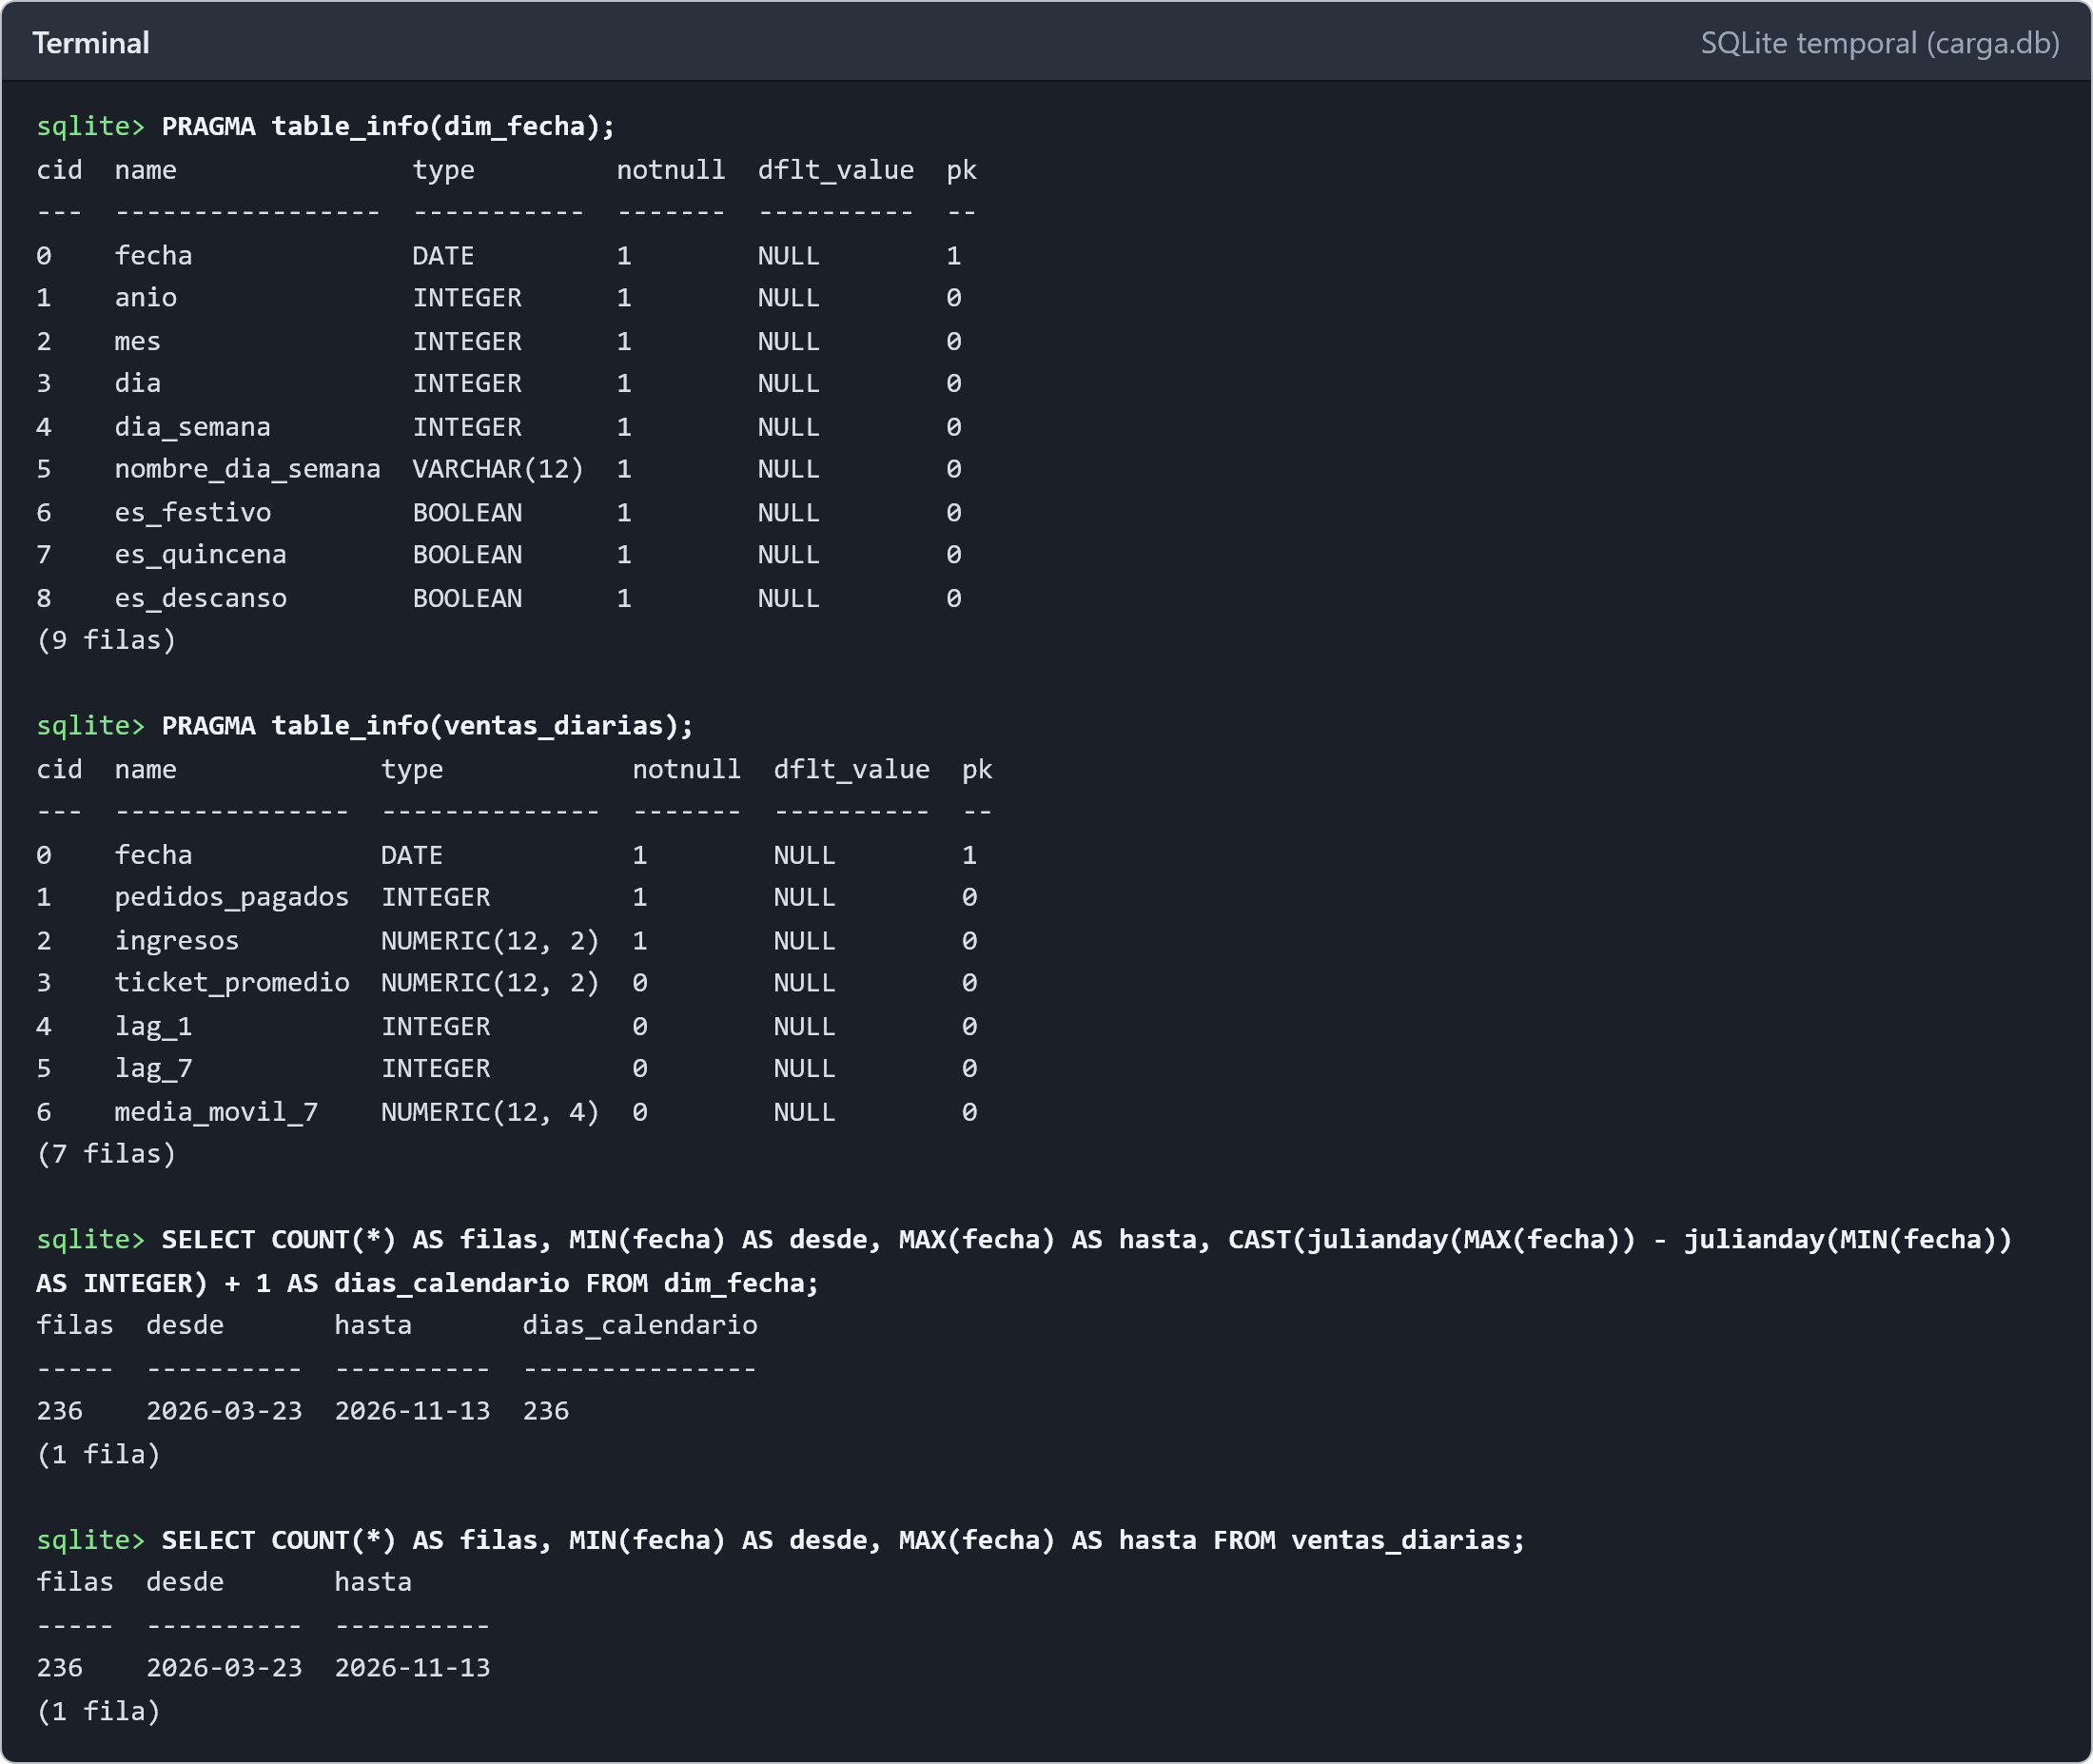 Terminal
SQLite temporal (carga.db)
sqlite> PRAGMA table_info(dim_fecha);
cid  name               type         notnull  dflt_value  pk
---  -----------------  -----------  -------  ----------  --
0    fecha              DATE         1        NULL        1
1    anio               INTEGER      1        NULL        0
2    mes                INTEGER      1        NULL        0
3    dia                INTEGER      1        NULL        0
4    dia_semana         INTEGER      1        NULL        0
5    nombre_dia_semana  VARCHAR(12)  1        NULL        0
6    es_festivo         BOOLEAN      1        NULL        0
7    es_quincena        BOOLEAN      1        NULL        0
8    es_descanso        BOOLEAN      1        NULL        0
(9 filas)
sqlite> PRAGMA table_info(ventas_diarias);
cid  name             type            notnull  dflt_value  pk
---  ---------------  --------------  -------  ----------  --
0    fecha            DATE            1        NULL        1
1    pedidos_pagados  INTEGER         1        NULL        0
2    ingresos         NUMERIC(12, 2)  1        NULL        0
3    ticket_promedio  NUMERIC(12, 2)  0        NULL        0
4    lag_1            INTEGER         0        NULL        0
5    lag_7            INTEGER         0        NULL        0
6    media_movil_7    NUMERIC(12, 4)  0        NULL        0
(7 filas)
sqlite> SELECT COUNT(*) AS filas, MIN(fecha) AS desde, MAX(fecha) AS hasta, CAST(julianday(MAX(fecha)) - julianday(MIN(fecha))
AS INTEGER) + 1 AS dias_calendario FROM dim_fecha;
filas  desde       hasta       dias_calendario
-----  ----------  ----------  ---------------
236    2026-03-23  2026-11-13  236
(1 fila)
sqlite> SELECT COUNT(*) AS filas, MIN(fecha) AS desde, MAX(fecha) AS hasta FROM ventas_diarias;
filas  desde       hasta
-----  ----------  ----------
236    2026-03-23  2026-11-13
(1 fila)